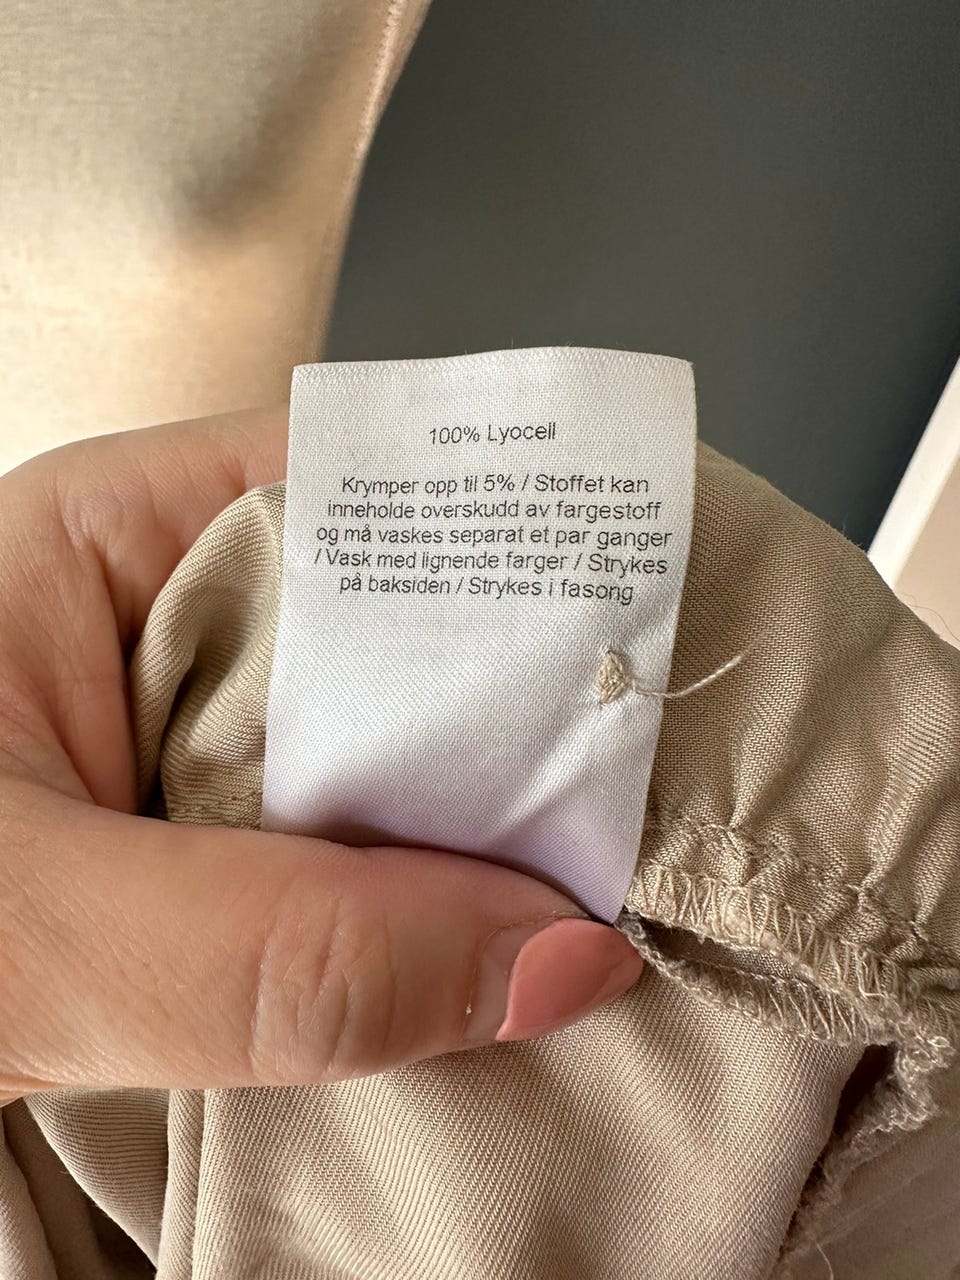 100% Lyocell
Krymper opp til 5% / Stoffet kan
inneholde overskudd av fargestoff
og må vaskes separat et par ganger
/ Vask med lignende farger / Strykes
på baksiden / Strykes i fasong